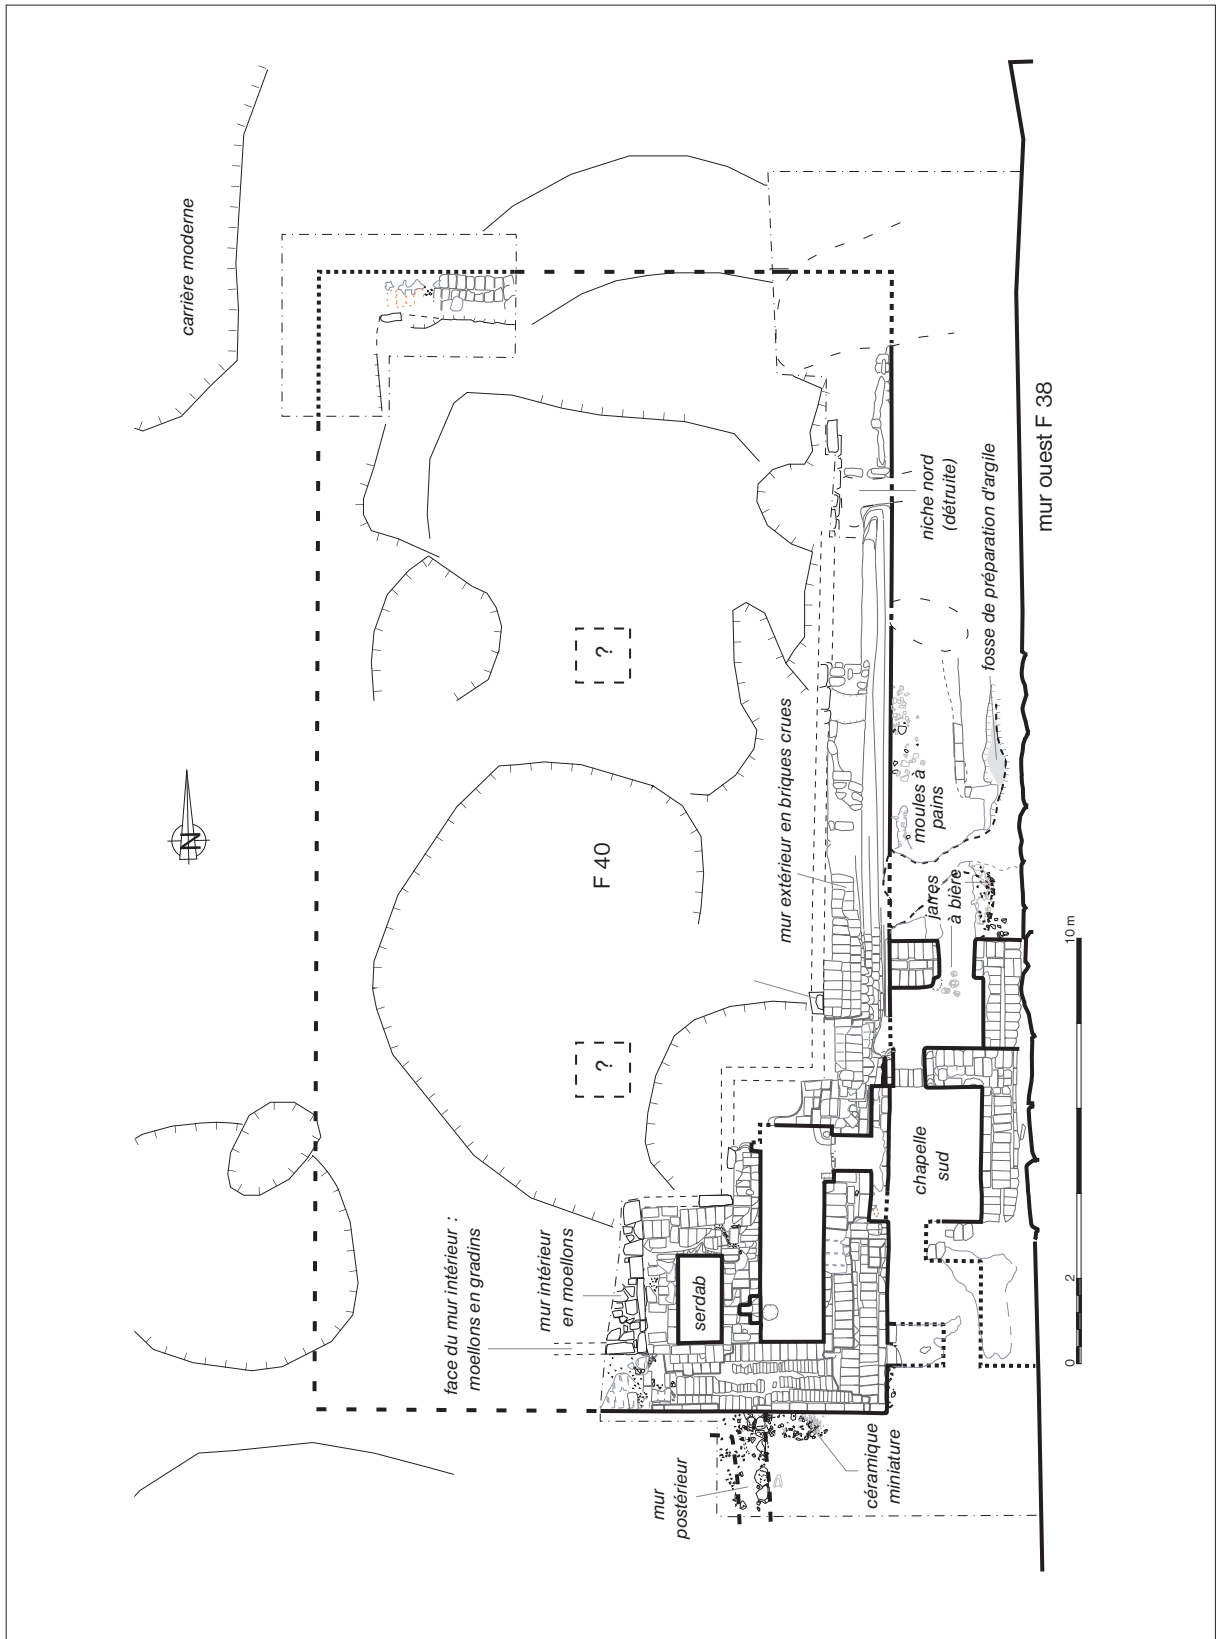 carrière moderne
face du mur intérieur :
moellons en gradins
mur intérieur
en moellons
mur
postérieur
serdab
céramique
miniature
F 40
?
?
N
mur extérieur en briques crues
chapelle
sud
jarres
à bière
moules à
pains
niche nord
(détruite)
fosse de préparation d'argile
mur ouest F 38
0
2
10 m